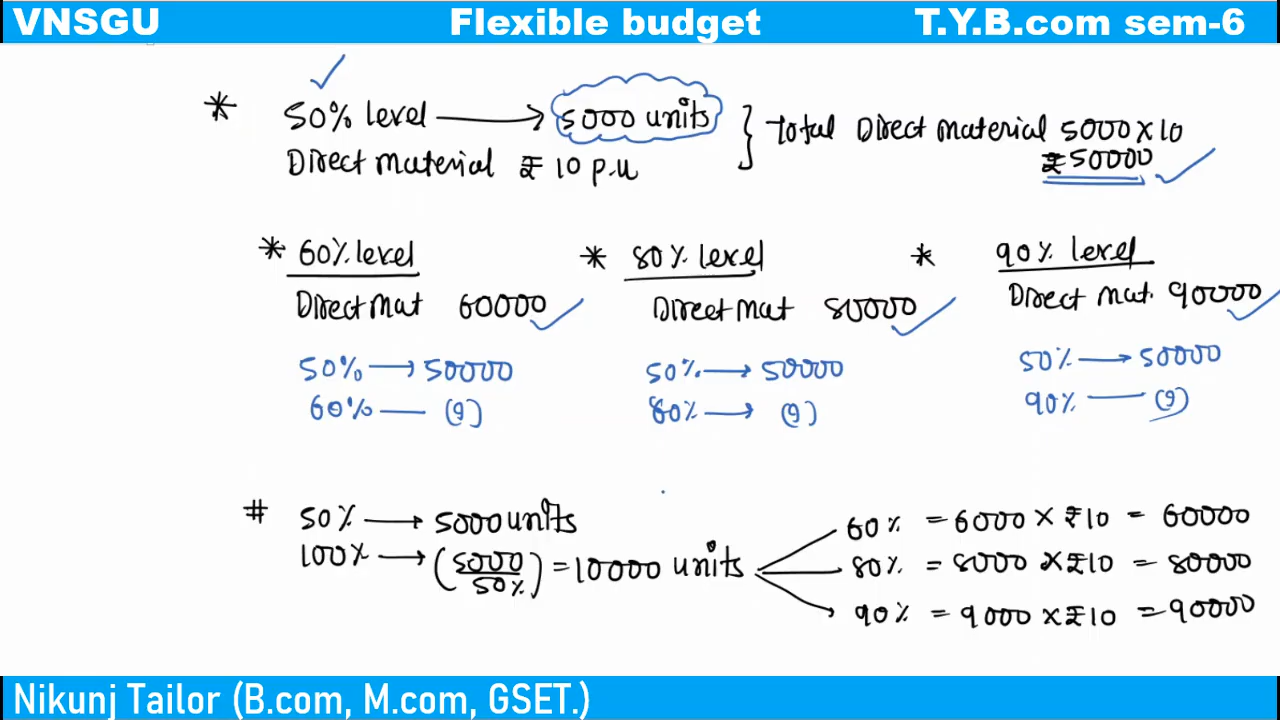 VNSGU Flexible budget T.Y.B.com sem-6
* 50% level → 5000 units } Total Direct material 5000 x 10
Direct material ₹ 10 p.u ₹ 50000
* 60% level * 80% level * 90% level
Direct Mat 60000 Direct Mat 80000 Direct Mat. 90000
50% → 50000 50% → 50000 50% → 50000
60% — (?) 80% → (?) 90% — (?)
# 50% → 5000 units 60% = 6000 x ₹10 = 60000
100% → (5000/50%) = 10000 units 80% = 8000 x ₹10 = 80000
90% = 9000 x ₹10 = 90000
Nikunj Tailor (B.com, M.com, GSET.)